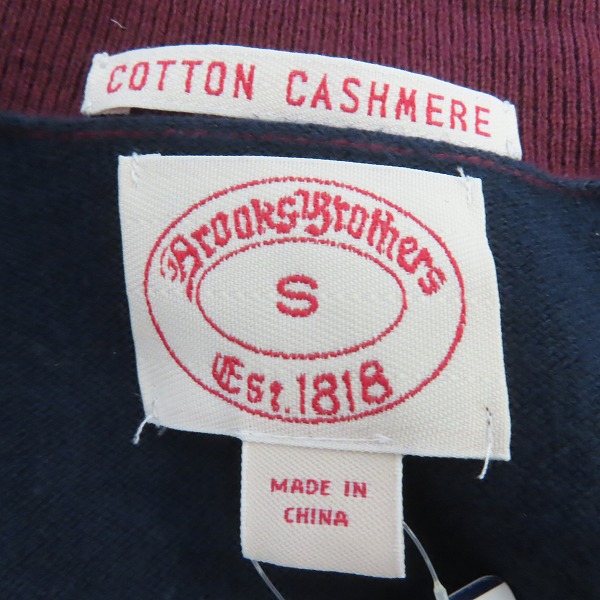 COTTON CASHMERE
Brooks Brothers
S
Est. 1818
MADE IN
CHINA